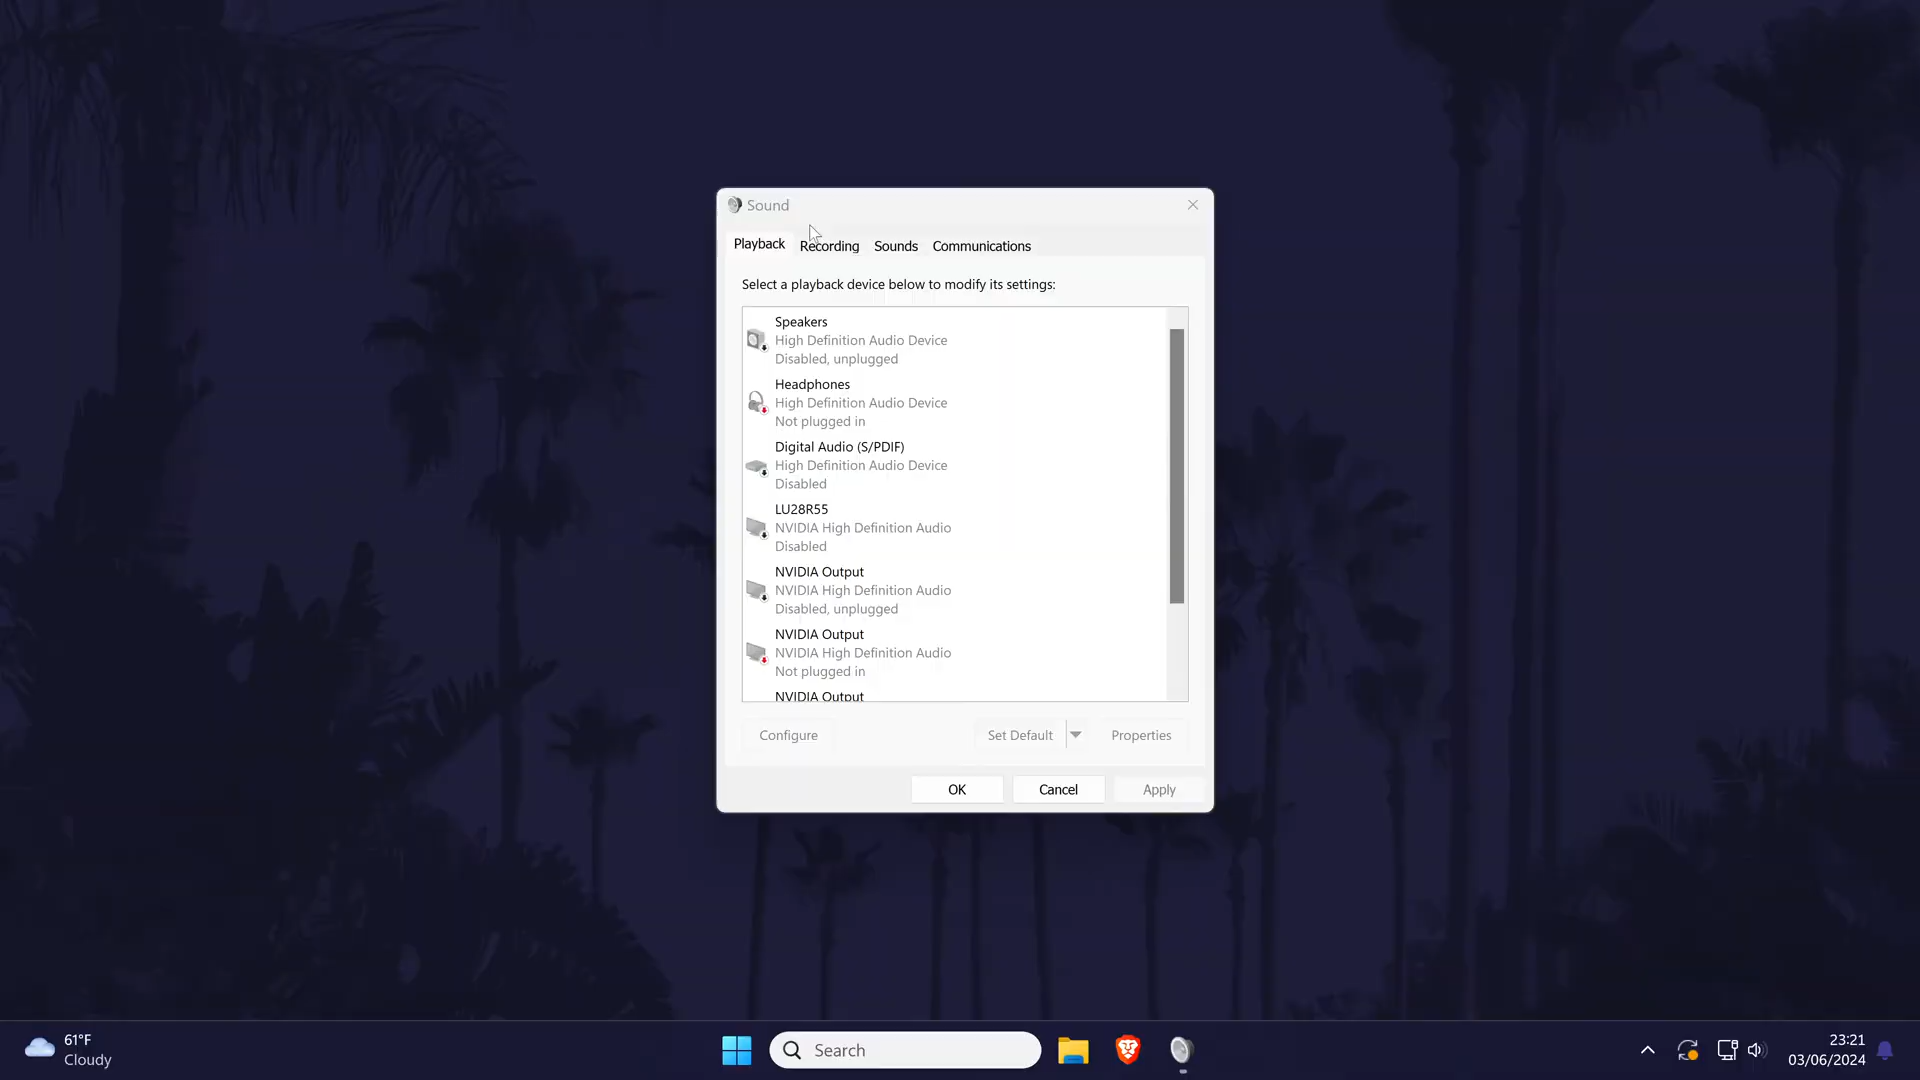 Sound
Playback Recording Sounds Communications
Select a playback device below to modify its settings:
Speakers
High Definition Audio Device
Disabled, unplugged
Headphones
High Definition Audio Device
Not plugged in
Digital Audio (S/PDIF)
High Definition Audio Device
Disabled
LU28R55
NVIDIA High Definition Audio
Disabled
NVIDIA Output
NVIDIA High Definition Audio
Disabled, unplugged
NVIDIA Output
NVIDIA High Definition Audio
Not plugged in
NVIDIA Output
Configure Set Default Properties
OK Cancel Apply
61°F
Cloudy
Search
23:21
03/06/2024